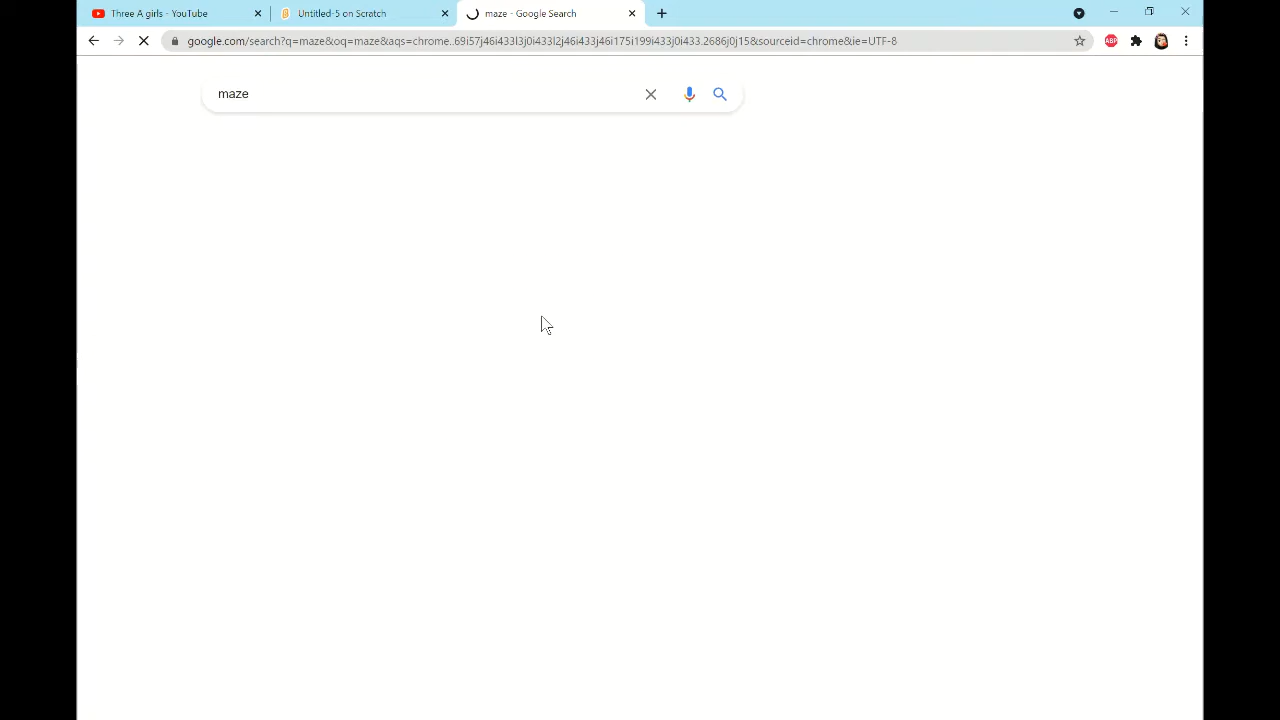 Three A girls - YouTube
Untitled-5 on Scratch
maze - Google Search
google.com/search?q=maze&oq=maze&aqs=chrome..69i57j46i433l3j0i433l2j46i433j46i175i199i433j0i433.2686j0j15&sourceid=chrome&ie=UTF-8
ABP
maze